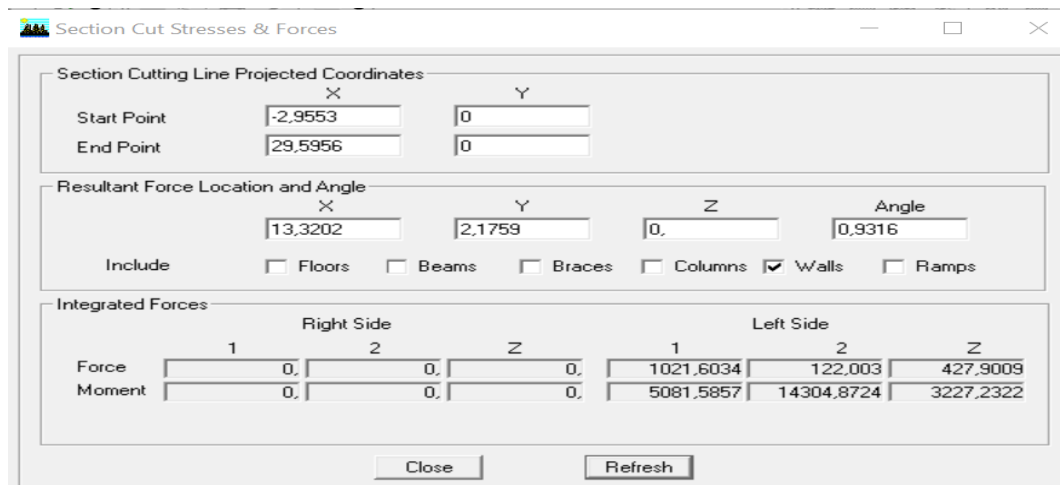 Section Cut Stresses & Forces
Section Cutting Line Projected Coordinates
X Y
Start Point -2,9553 0
End Point 29,5956 0
Resultant Force Location and Angle
X Y Z Angle
13,3202 2,1759 0, 0,9316
Include Floors Beams Braces Columns Walls Ramps
Integrated Forces
Right Side Left Side
1 2 Z 1 2 Z
Force 0, 0, 0, 1021,6034 122,003 427,9009
Moment 0, 0, 0, 5081,5857 14304,8724 3227,2322
Close Refresh